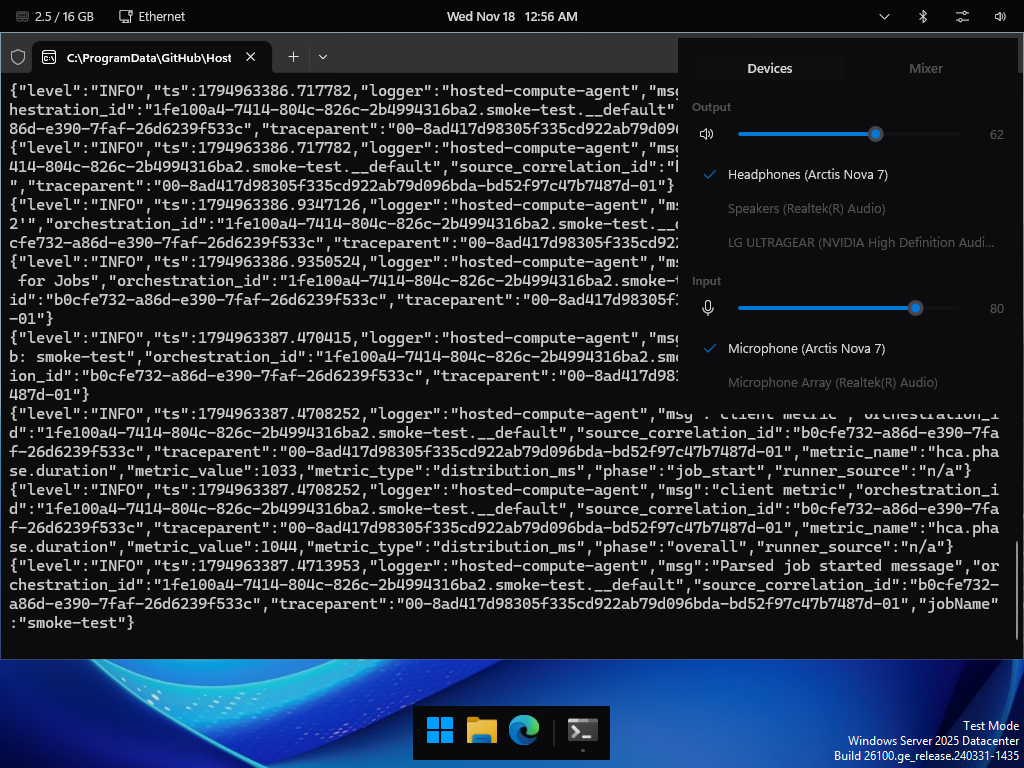 2.5 / 16 GB
Ethernet
Wed Nov 18 12:56 AM
C:\ProgramData\GitHub\Host
{"level":"INFO","ts":1794963386.717782,"logger":"hosted-compute-agent","msg
hestration_id":"1fe100a4-7414-804c-826c-2b4994316ba2.smoke-test.__default"
86d-e390-7faf-26d6239f533c","traceparent":"00-8ad417d98305f335cd922ab79d096
{"level":"INFO","ts":1794963386.717782,"logger":"hosted-compute-agent","msg
414-804c-826c-2b4994316ba2.smoke-test.__default","source_correlation_id":"b
","traceparent":"00-8ad417d98305f335cd922ab79d096bda-bd52f97c47b7487d-01"}
{"level":"INFO","ts":1794963386.9347126,"logger":"hosted-compute-agent","ms
2'","orchestration_id":"1fe100a4-7414-804c-826c-2b4994316ba2.smoke-test.__d
cfe732-a86d-e390-7faf-26d6239f533c","traceparent":"00-8ad417d98305f335cd922
{"level":"INFO","ts":1794963386.9350524,"logger":"hosted-compute-agent","ms
for Jobs","orchestration_id":"1fe100a4-7414-804c-826c-2b4994316ba2.smoke-t
id":"b0cfe732-a86d-e390-7faf-26d6239f533c","traceparent":"00-8ad417d98305f3
-01"}
{"level":"INFO","ts":1794963387.470415,"logger":"hosted-compute-agent","msg
b: smoke-test","orchestration_id":"1fe100a4-7414-804c-826c-2b4994316ba2.smo
ion_id":"b0cfe732-a86d-e390-7faf-26d6239f533c","traceparent":"00-8ad417d983
487d-01"}
{"level":"INFO","ts":1794963387.4708252,"logger":"hosted-compute-agent","msg":"client metric","orchestration_i
d":"1fe100a4-7414-804c-826c-2b4994316ba2.smoke-test.__default","source_correlation_id":"b0cfe732-a86d-e390-7fa
f-26d6239f533c","traceparent":"00-8ad417d98305f335cd922ab79d096bda-bd52f97c47b7487d-01","metric_name":"hca.pha
se.duration","metric_value":1033,"metric_type":"distribution_ms","phase":"job_start","runner_source":"n/a"}
{"level":"INFO","ts":1794963387.4708252,"logger":"hosted-compute-agent","msg":"client metric","orchestration_i
d":"1fe100a4-7414-804c-826c-2b4994316ba2.smoke-test.__default","source_correlation_id":"b0cfe732-a86d-e390-7fa
f-26d6239f533c","traceparent":"00-8ad417d98305f335cd922ab79d096bda-bd52f97c47b7487d-01","metric_name":"hca.pha
se.duration","metric_value":1044,"metric_type":"distribution_ms","phase":"overall","runner_source":"n/a"}
{"level":"INFO","ts":1794963387.4713953,"logger":"hosted-compute-agent","msg":"Parsed job started message","or
chestration_id":"1fe100a4-7414-804c-826c-2b4994316ba2.smoke-test.__default","source_correlation_id":"b0cfe732-
a86d-e390-7faf-26d6239f533c","traceparent":"00-8ad417d98305f335cd922ab79d096bda-bd52f97c47b7487d-01","jobName"
:"smoke-test"}
Devices
Mixer
Output
62
Headphones (Arctis Nova 7)
Speakers (Realtek(R) Audio)
LG ULTRAGEAR (NVIDIA High Definition Audi...
Input
80
Microphone (Arctis Nova 7)
Microphone Array (Realtek(R) Audio)
Test Mode
Windows Server 2025 Datacenter
Build 26100.ge_release.240331-1435